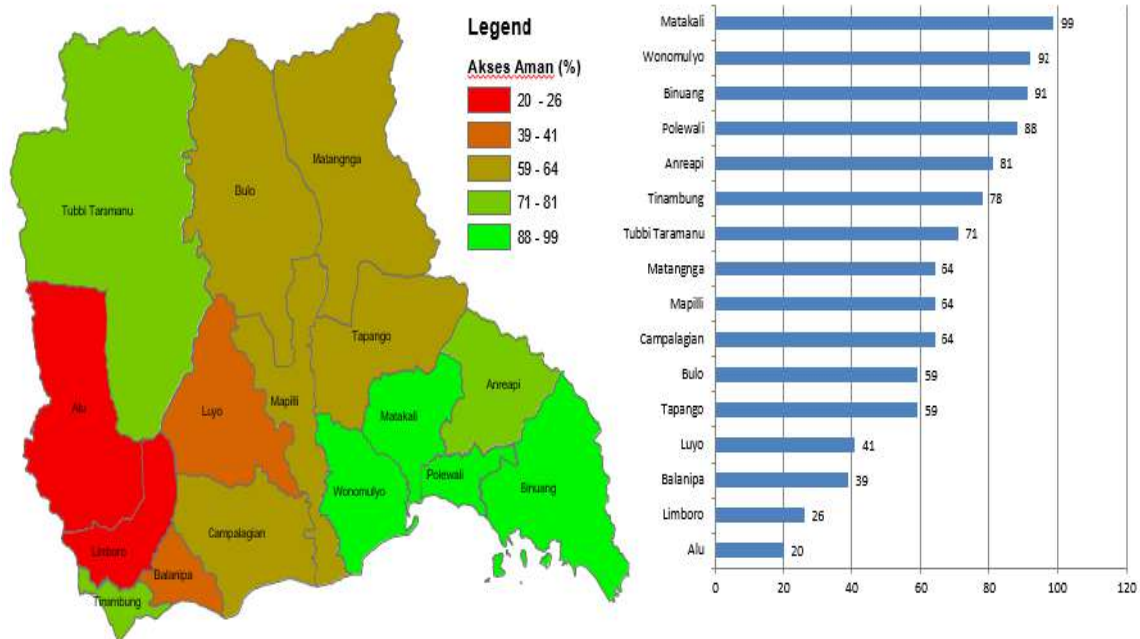 Legend
Akses Aman (%)
20 - 26
39 - 41
59 - 64
71 - 81
88 - 99
Matangnga
Bulo
Tubbi Taramanu
Tapango
Anreapi
Alu
Luyo
Mapilli
Matakali
Polewali
Binuang
Wonomulyo
Campalagian
Limboro
Balanipa
Tinambung
Matakali 99
Wonomulyo 92
Binuang 91
Polewali 88
Anreapi 81
Tinambung 78
Tubbi Taramanu 71
Matangnga 64
Mapilli 64
Campalagian 64
Bulo 59
Tapango 59
Luyo 41
Balanipa 39
Limboro 26
Alu 20
0 20 40 60 80 100 120